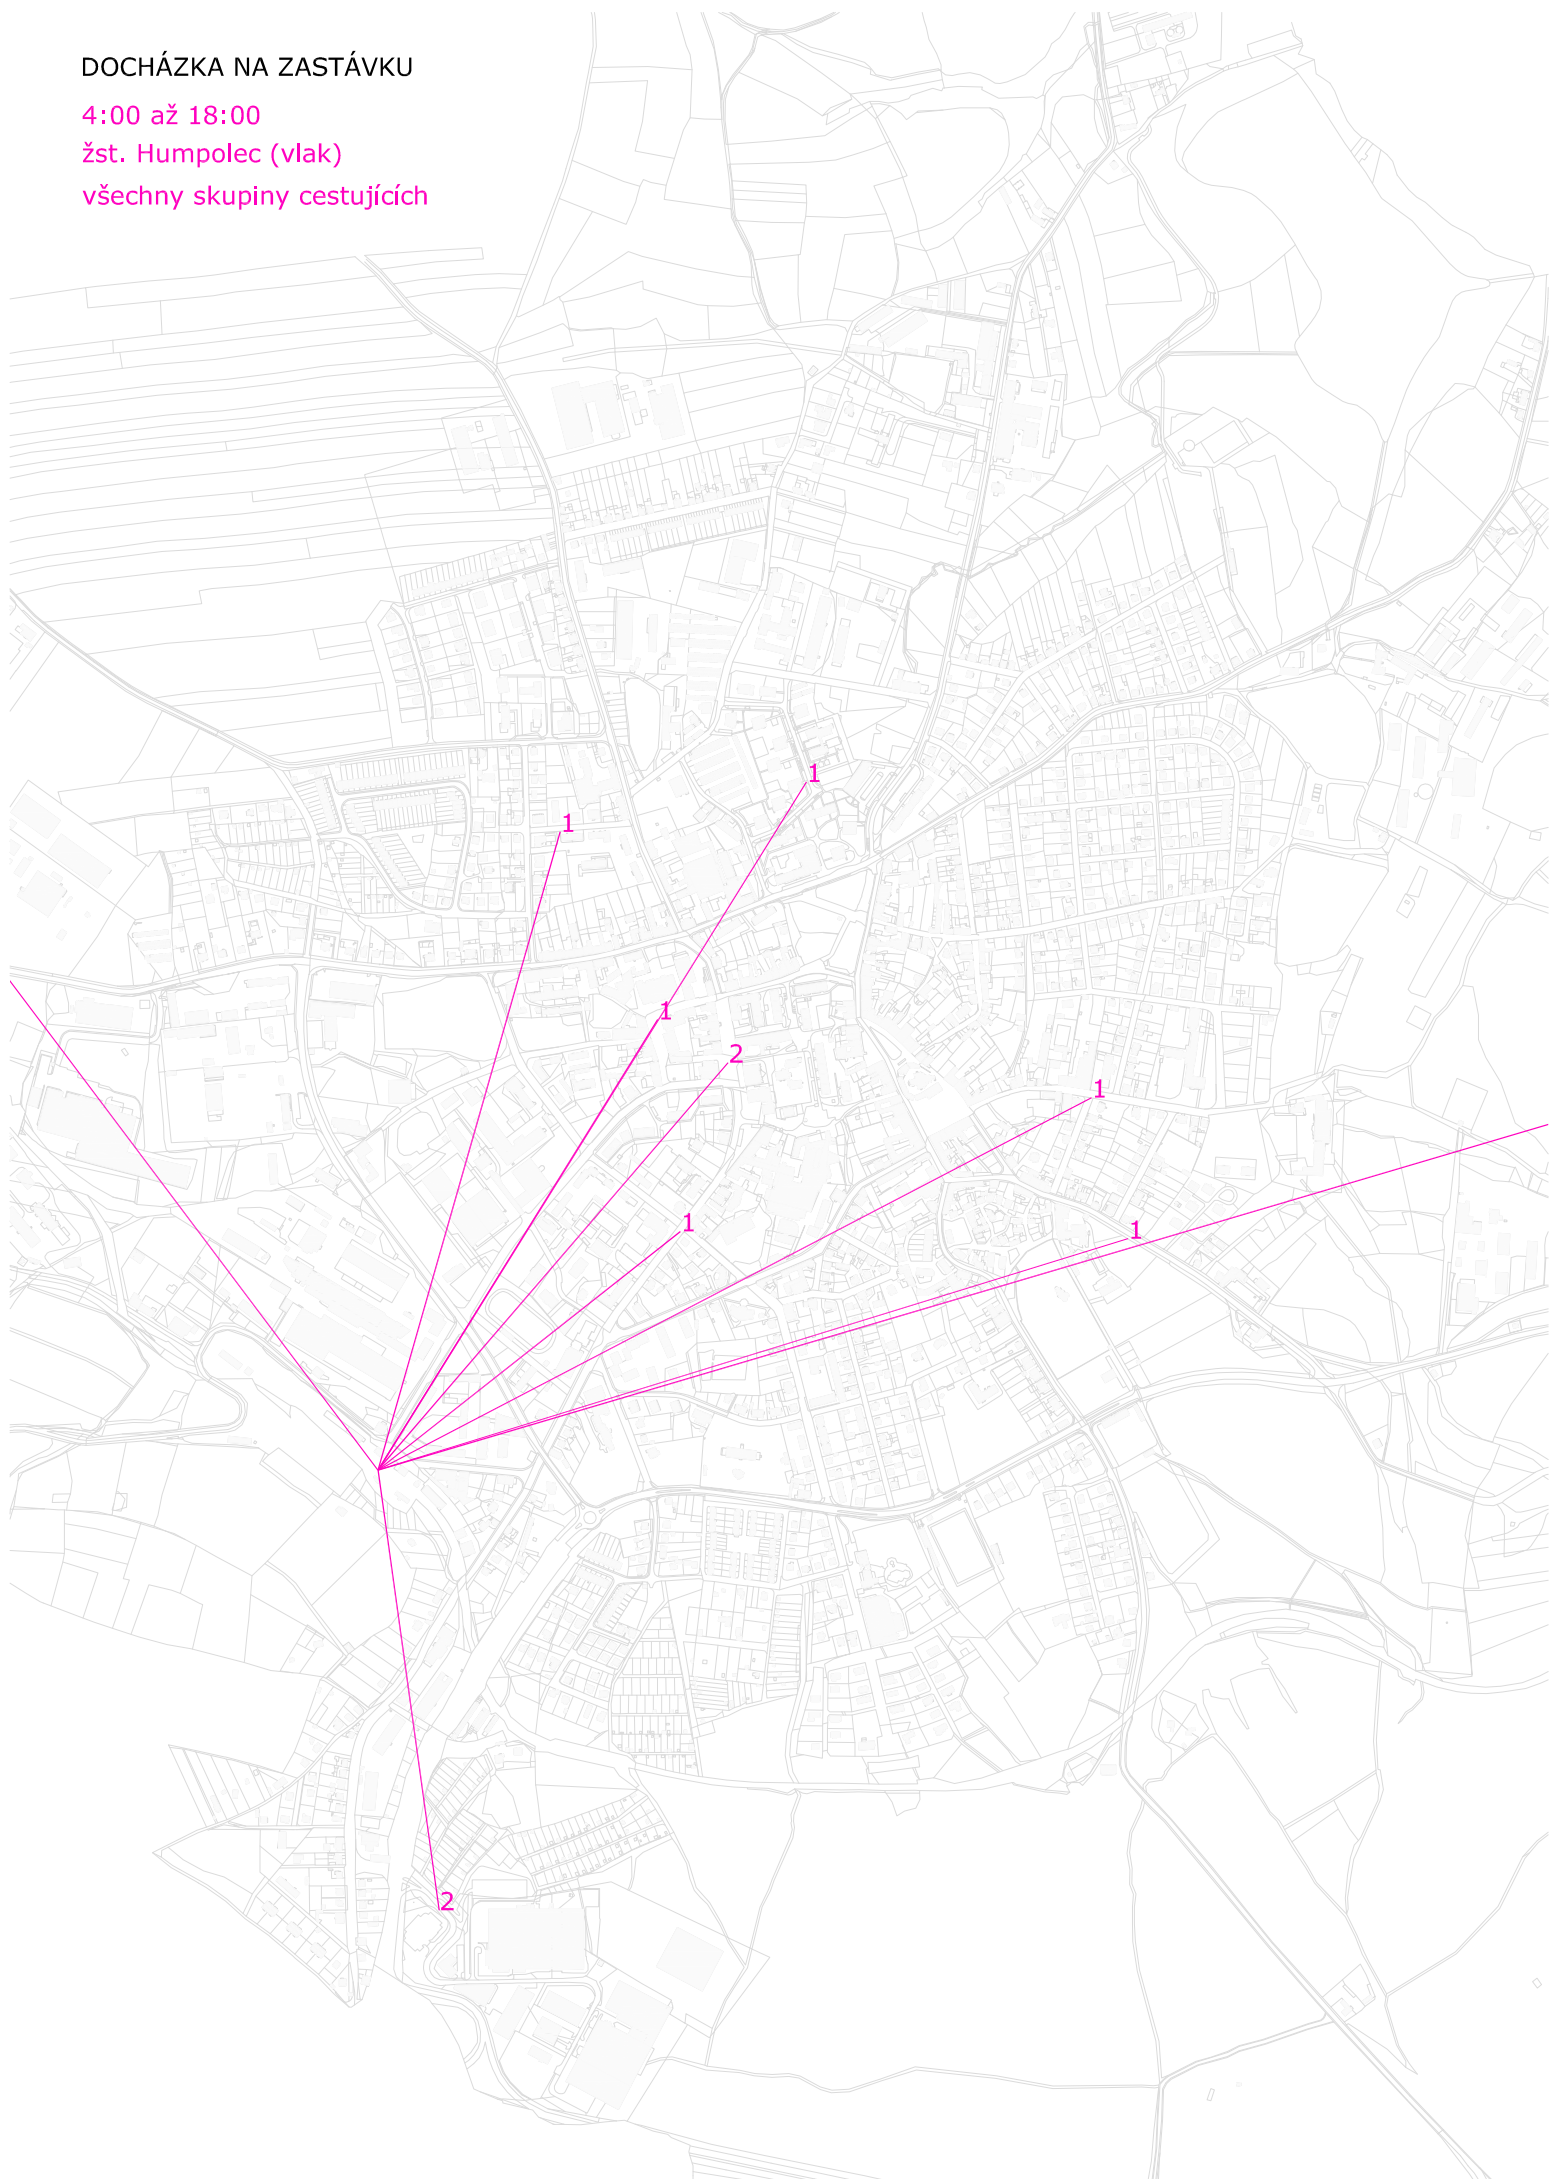 DOCHÁZKA NA ZASTÁVKU
4:00 až 18:00
žst. Humpolec (vlak)
všechny skupiny cestujících
1
1
1
2
1
1
1
2